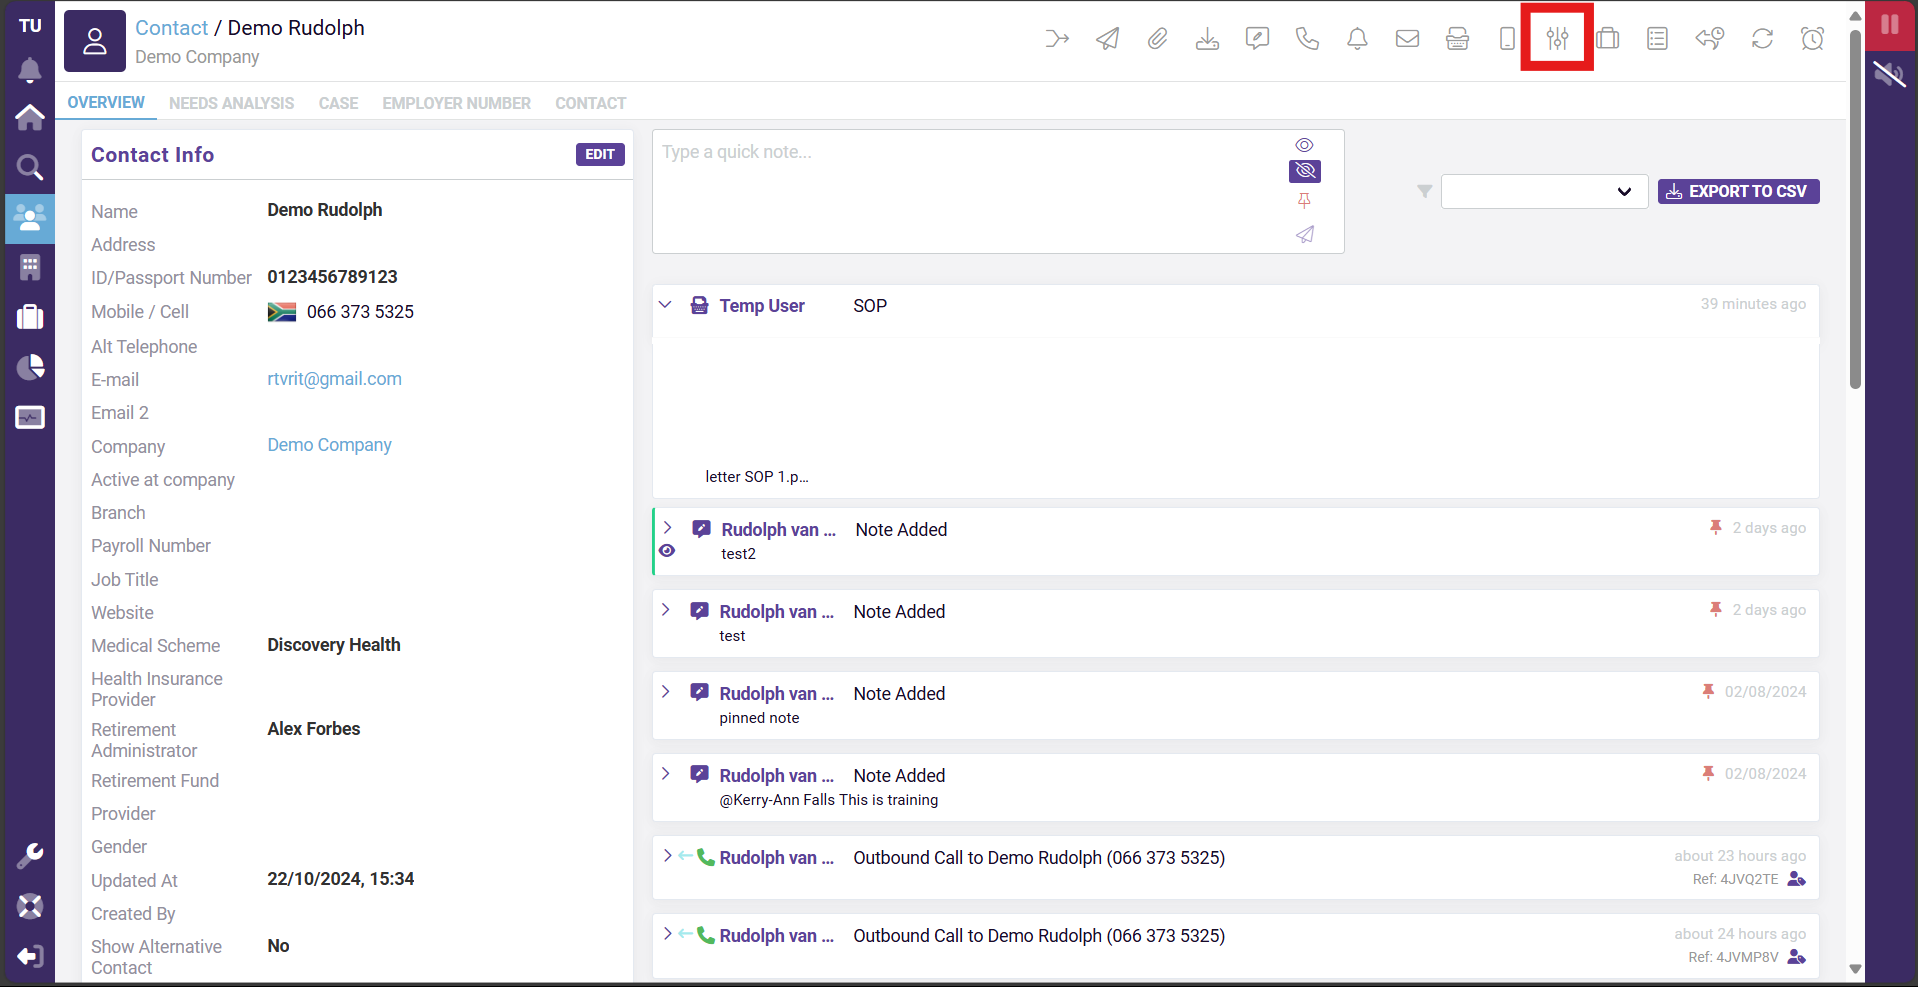 TU
Contact / Demo Rudolph
Demo Company
OVERVIEW
NEEDS ANALYSIS
CASE
EMPLOYER NUMBER
CONTACT
Contact Info
EDIT
Name
Demo Rudolph
Address
ID/Passport Number
0123456789123
Mobile / Cell
066 373 5325
Alt Telephone
E-mail
rtvrit@gmail.com
Email 2
Company
Demo Company
Active at company
Branch
Payroll Number
Job Title
Website
Medical Scheme
Discovery Health
Health Insurance
Provider
Retirement
Administrator
Alex Forbes
Retirement Fund
Provider
Gender
Updated At
22/10/2024, 15:34
Created By
Show Alternative
Contact
No
Type a quick note...
EXPORT TO CSV
Temp User
SOP
39 minutes ago
letter SOP 1.p...
Rudolph van ...
Note Added
2 days ago
test2
Rudolph van ...
Note Added
2 days ago
test
Rudolph van ...
Note Added
02/08/2024
pinned note
Rudolph van ...
Note Added
02/08/2024
@Kerry-Ann Falls This is training
Rudolph van ...
Outbound Call to Demo Rudolph (066 373 5325)
about 23 hours ago
Ref: 4JVQ2TE
Rudolph van ...
Outbound Call to Demo Rudolph (066 373 5325)
about 24 hours ago
Ref: 4JVMP8V